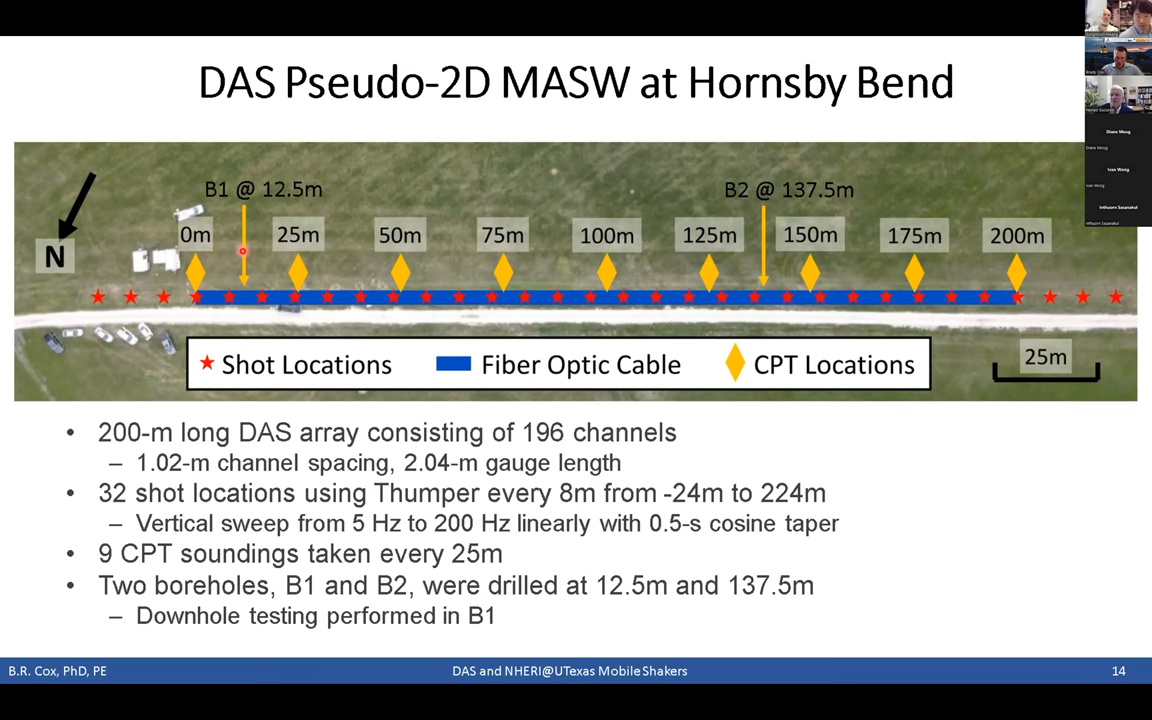 DAS Pseudo-2D MASW at Hornsby Bend
B1 @ 12.5m
B2 @ 137.5m
0m
25m
50m
75m
100m
125m
150m
175m
200m
N
Shot Locations
Fiber Optic Cable
CPT Locations
25m
• 200-m long DAS array consisting of 196 channels
– 1.02-m channel spacing, 2.04-m gauge length
• 32 shot locations using Thumper every 8m from -24m to 224m
– Vertical sweep from 5 Hz to 200 Hz linearly with 0.5-s cosine taper
• 9 CPT soundings taken every 25m
• Two boreholes, B1 and B2, were drilled at 12.5m and 137.5m
– Downhole testing performed in B1
B.R. Cox, PhD, PE
DAS and NHERI@UTexas MobileShakers
14
Brady Cox
Diane Moug
Diane Moug
Ivan Wong
Ivan Wong
Inthuorn Sasanakul
Inthuorn Sasanakul